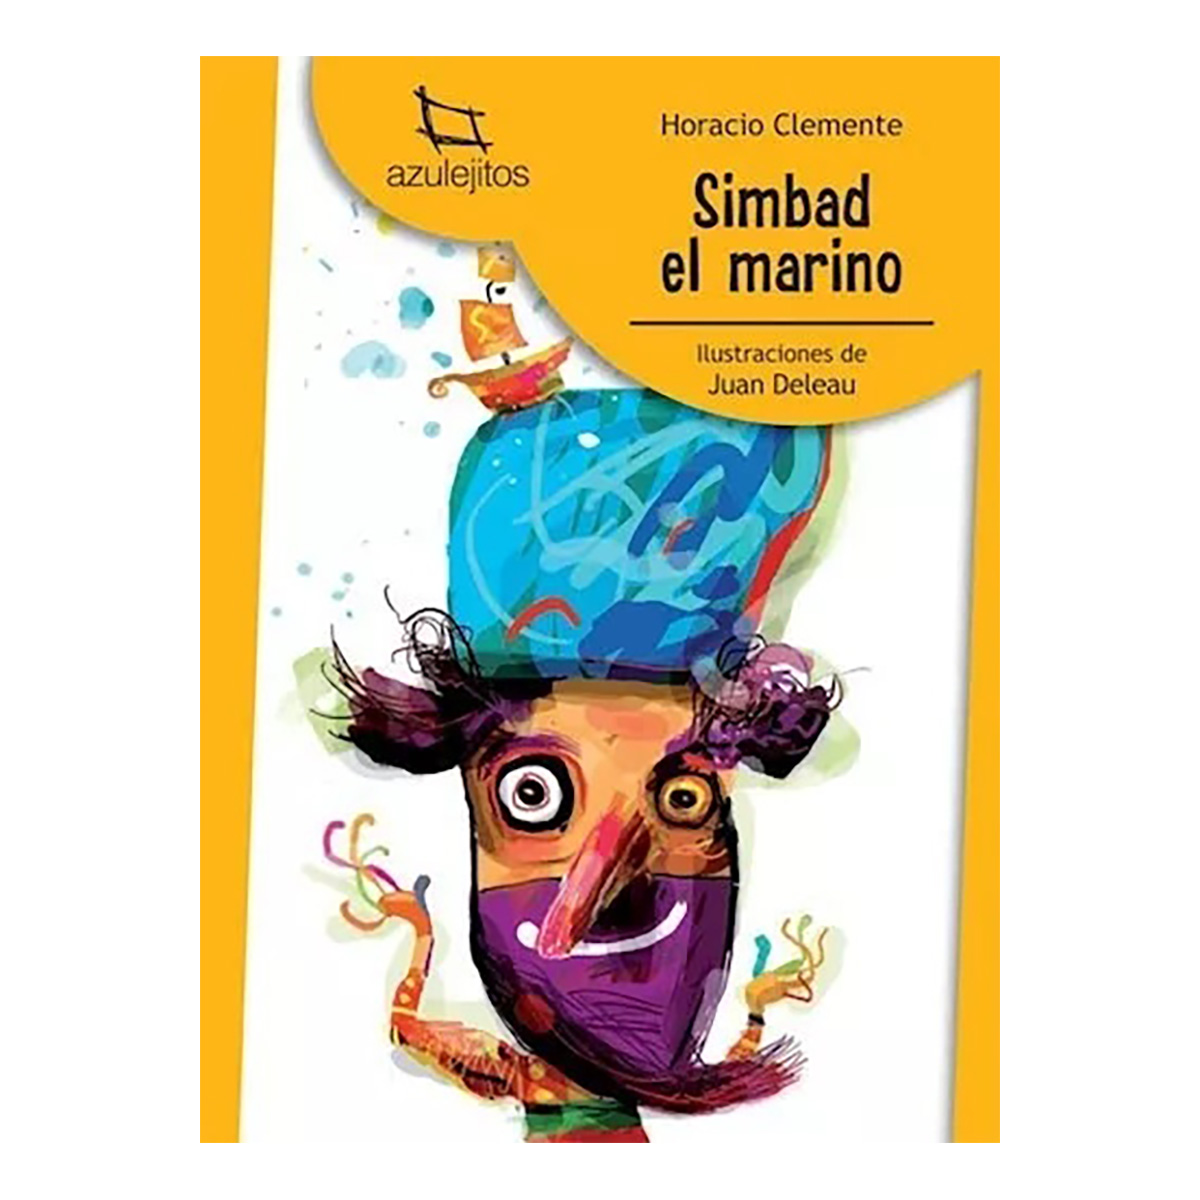 azulejitos
Horacio Clemente
Simbad
el marino
Ilustraciones de
Juan Deleau